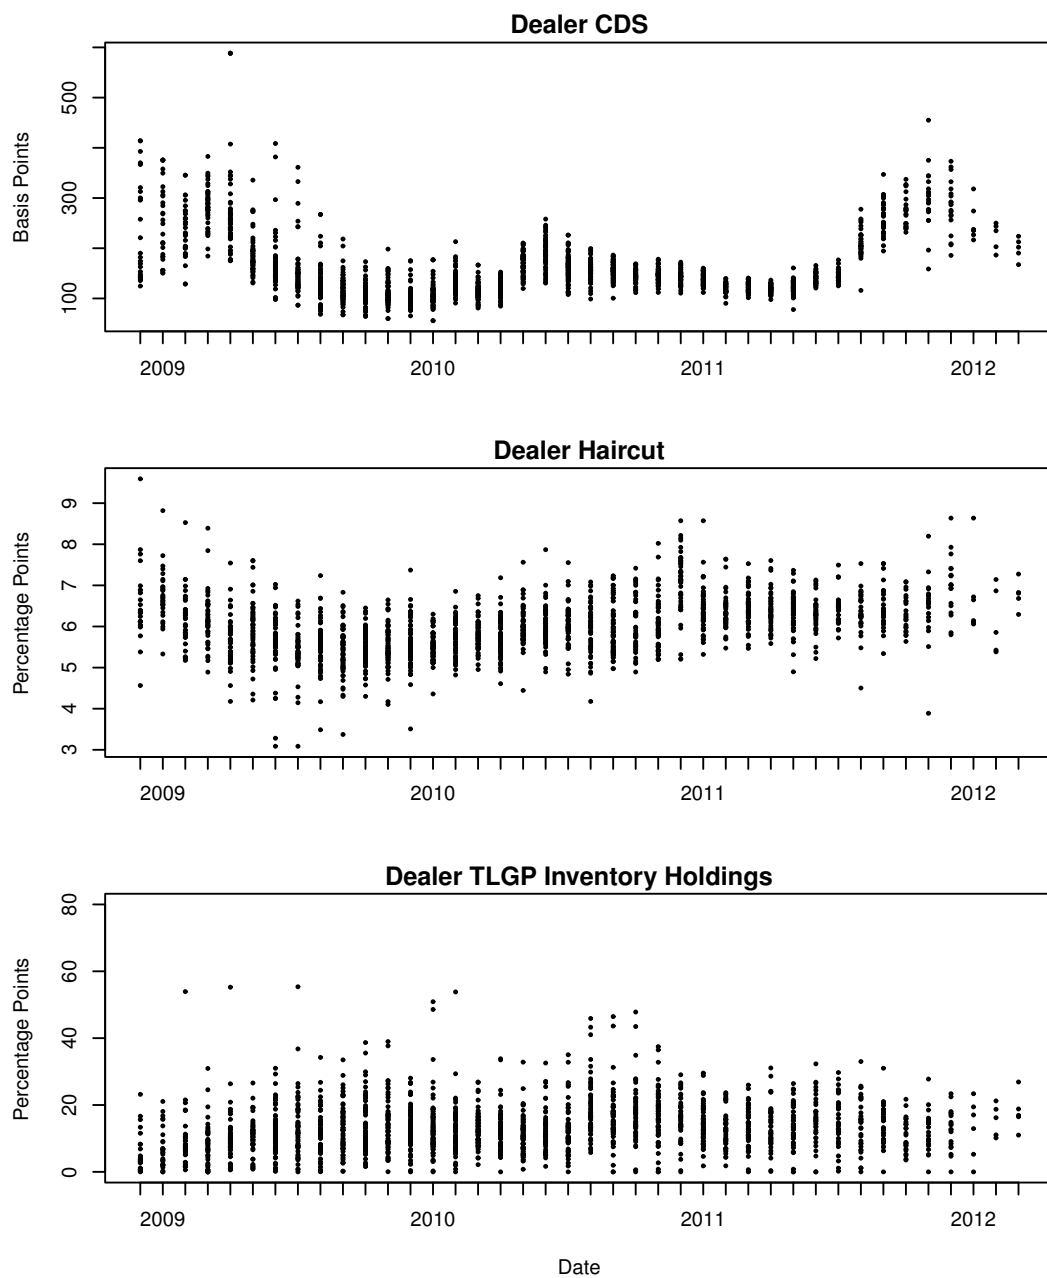 Dealer CDS
Basis Points
500
300
100
2009 2010 2011 2012
Dealer Haircut
Percentage Points
9
8
7
6
5
4
3
2009 2010 2011 2012
Dealer TLGP Inventory Holdings
Percentage Points
80
60
40
20
0
2009 2010 2011 2012
Date